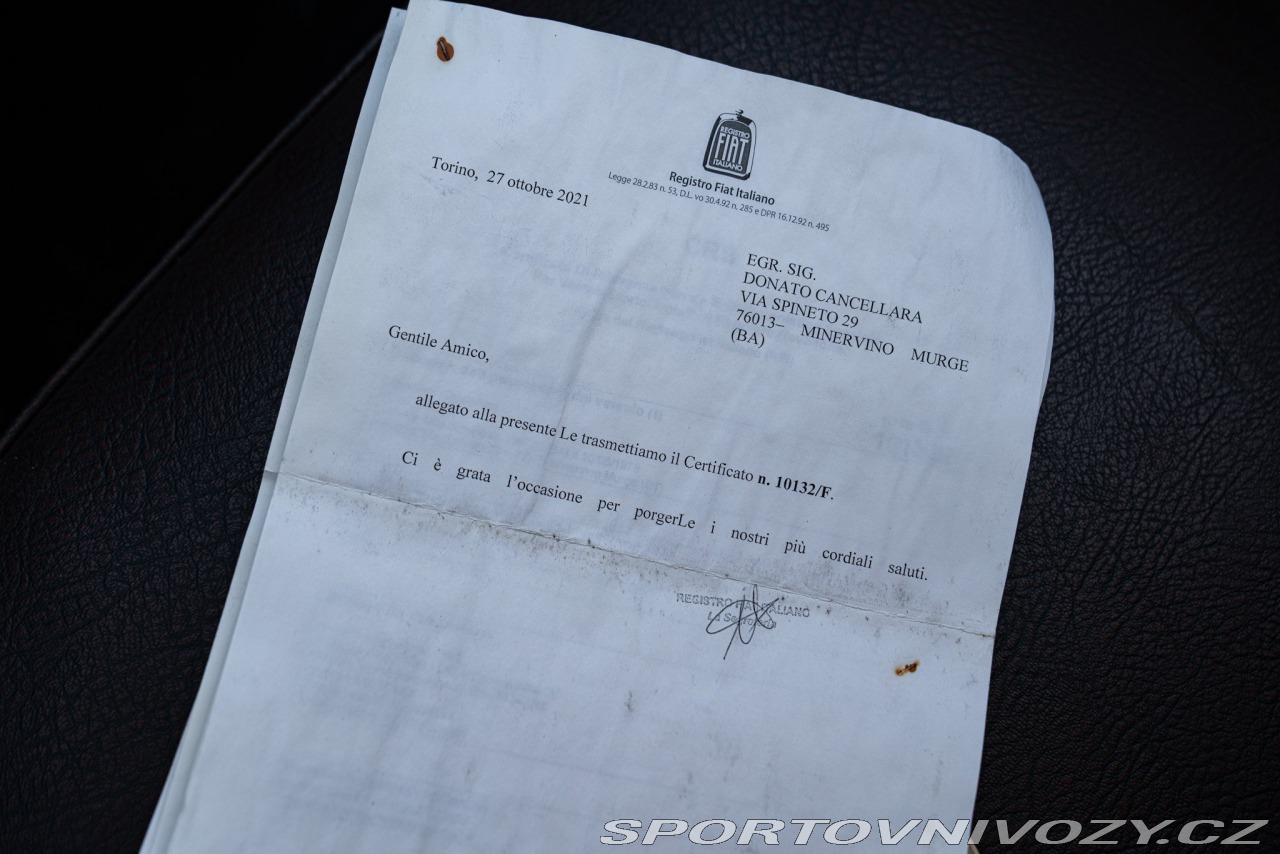 REGISTRO
FIAT
ITALIANO
Registro Fiat Italiano
Legge 28.2.83 n. 53, D.L. vo 30.4.92 n. 285 e DPR 16.12.92 n. 495
Torino, 27 ottobre 2021
EGR. SIG.
DONATO CANCELLARA
VIA SPINETO 29
76013– MINERVINO MURGE
(BA)
Gentile Amico,
allegato alla presente Le trasmettiamo il Certificato n. 10132/F.
Ci è grata l’occasione per porgerLe i nostri più cordiali saluti.
REGISTRO FIAT ITALIANO
SPORTOVNIVOZY.CZ